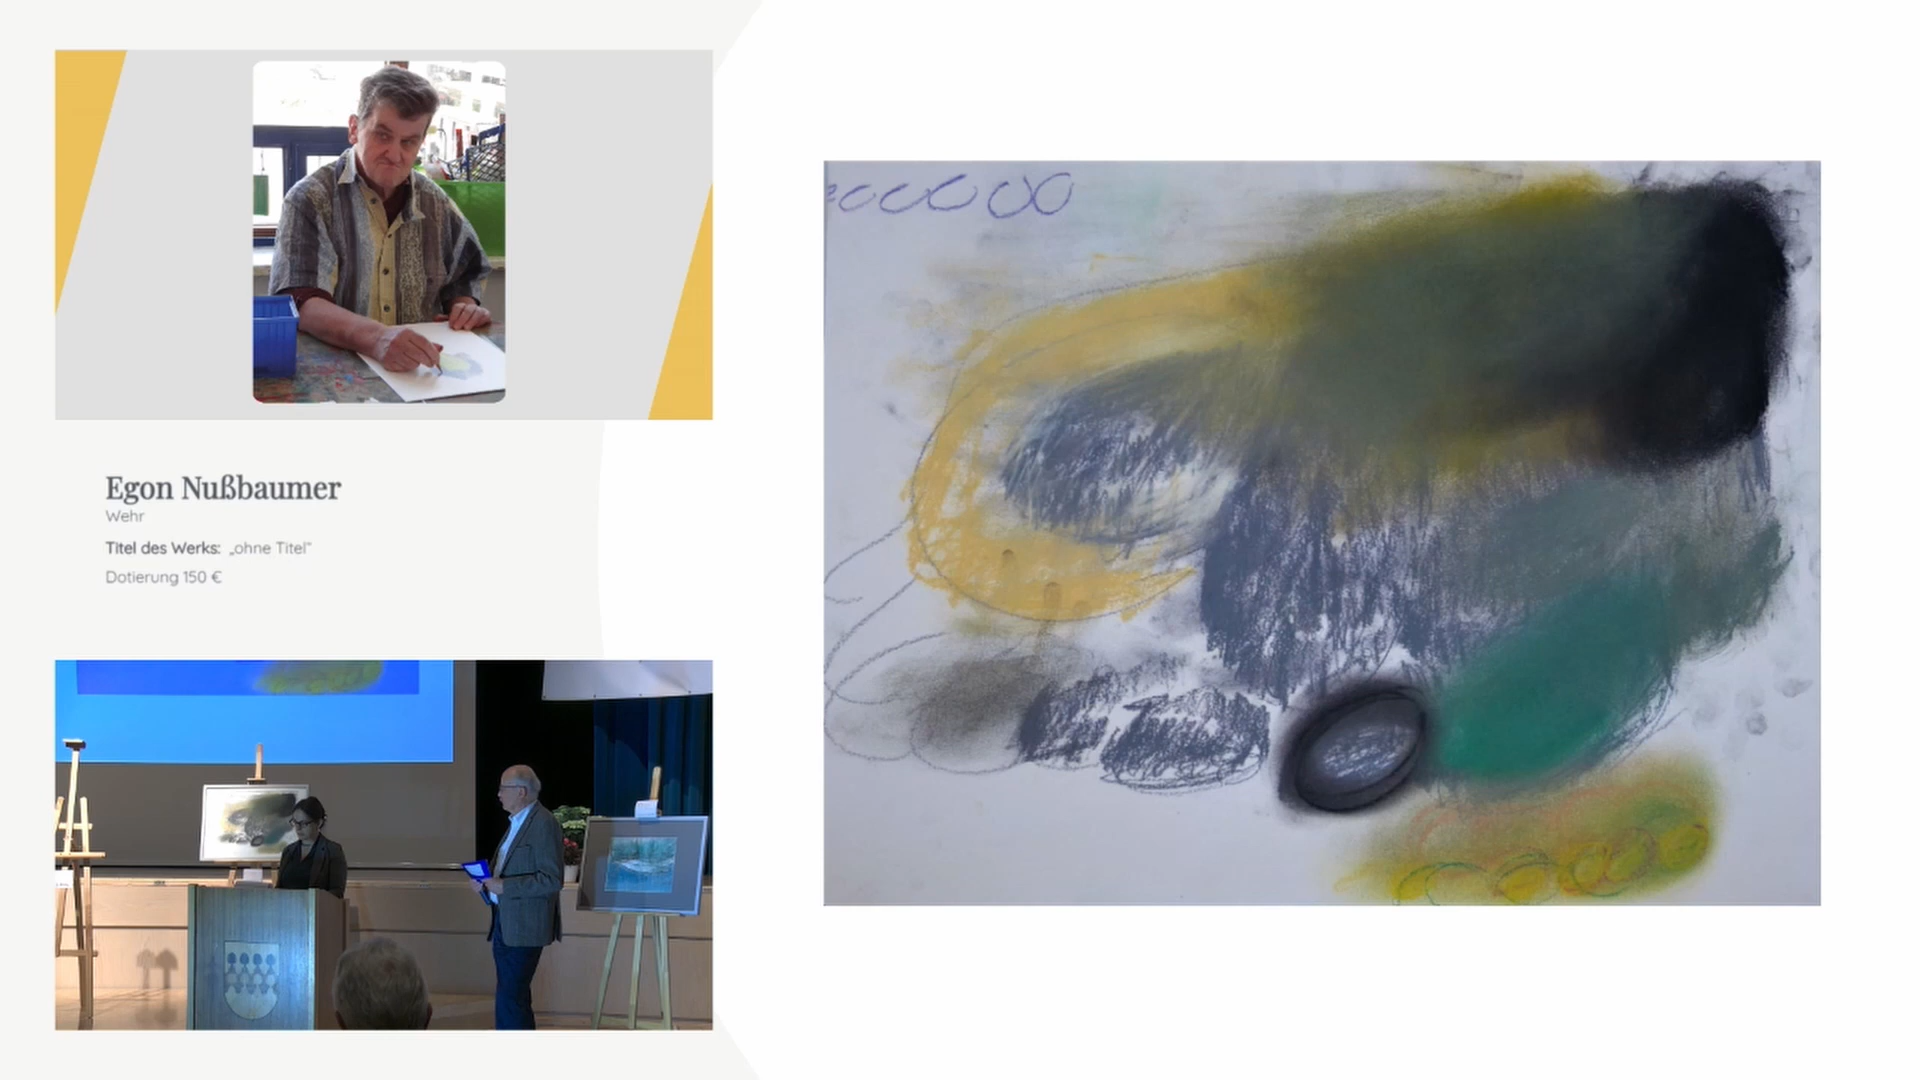 Egon Nußbaumer
Wehr
Titel des Werks: „ohne Titel“
Dotierung 150 €